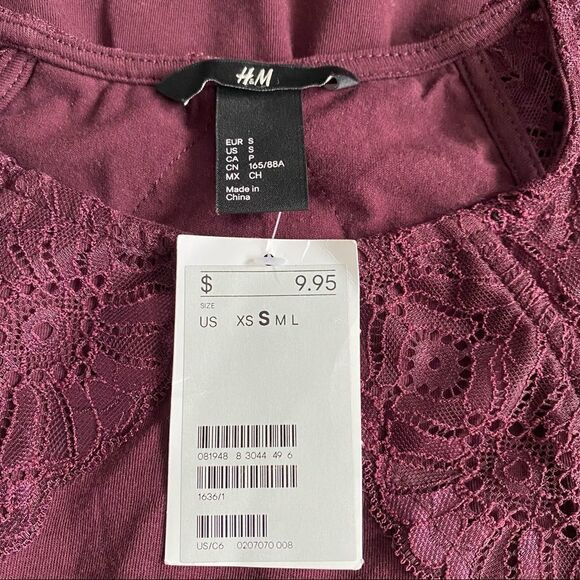 H&M
EUR S
US S
CA P
CN 165/88A
MX CH
Made in
China
$ 9.95
SIZE
US XS S M L
081948 8 3044 49 6
1636/1
US/C6 0207070 008